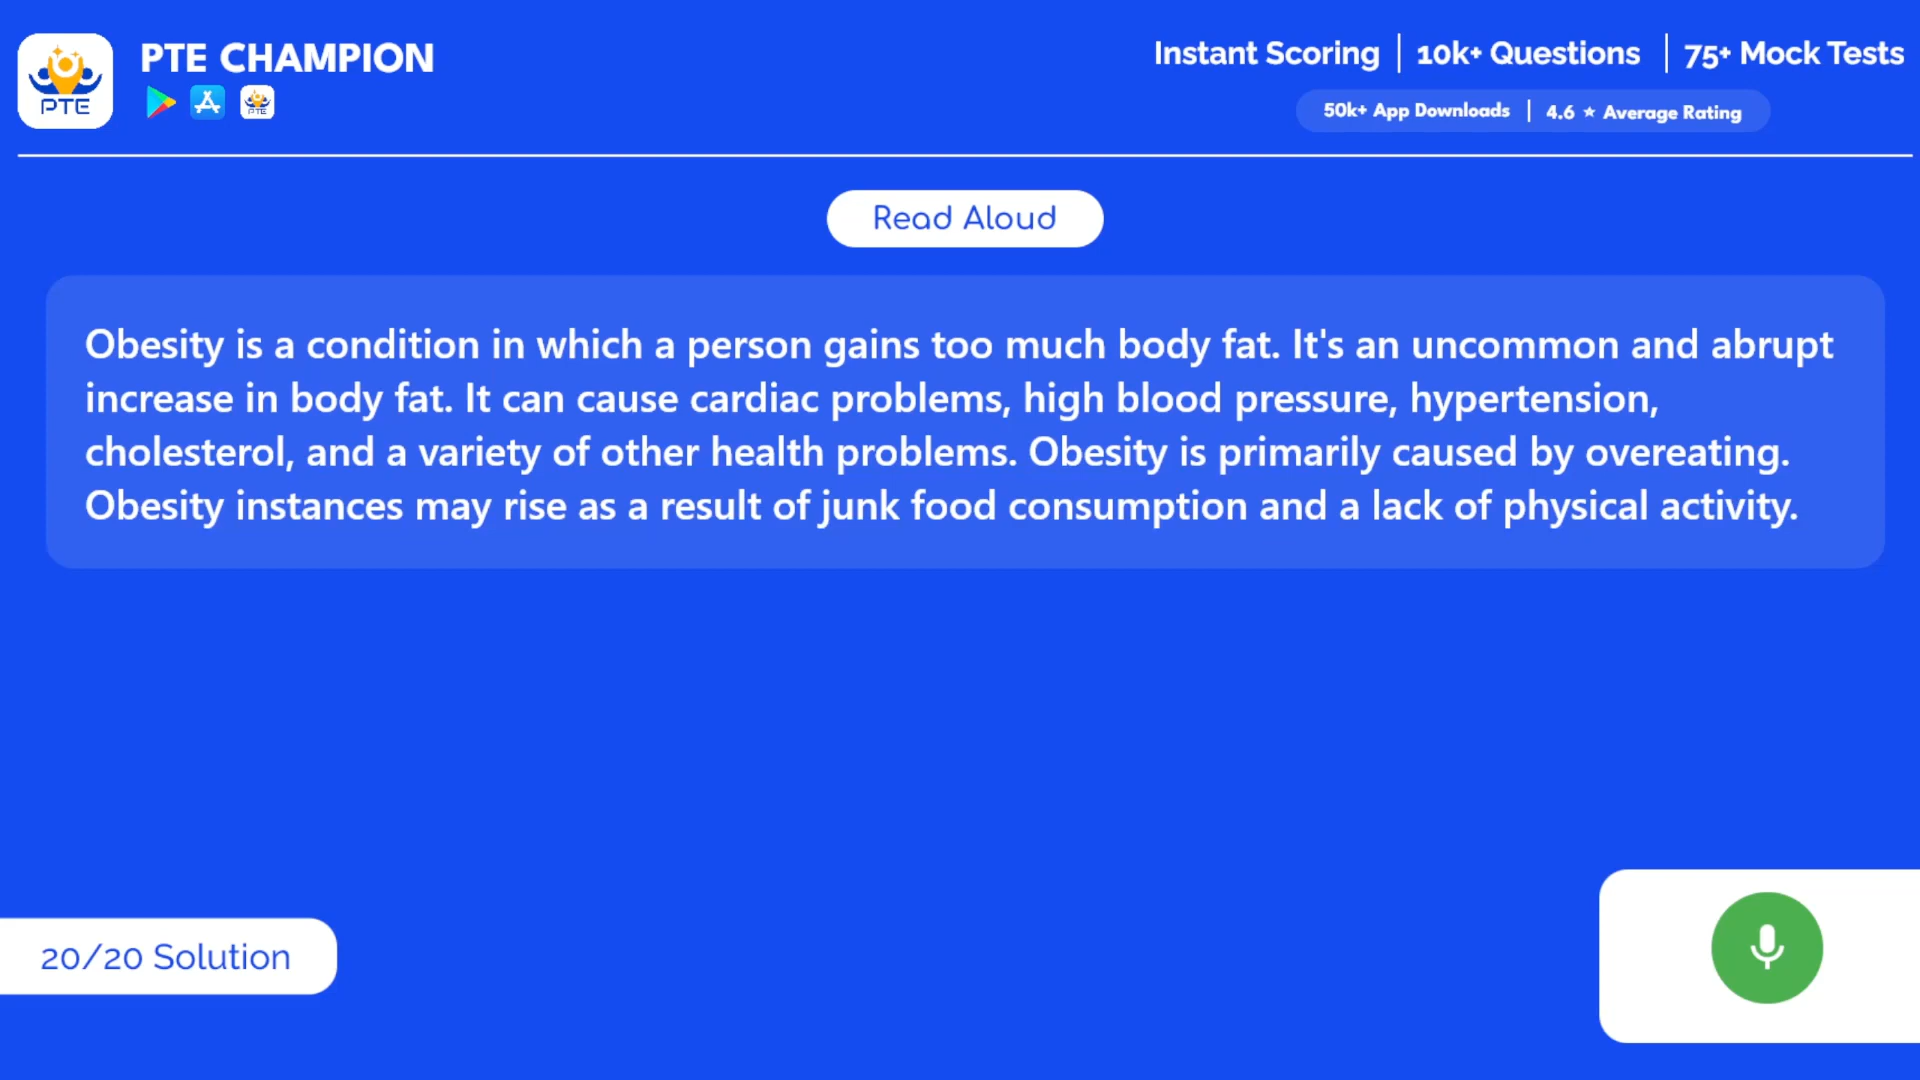 PTE CHAMPION
PTE
PTE
Instant Scoring | 10k+ Questions | 75+ Mock Tests
50k+ App Downloads | 4.6 ★ Average Rating
Read Aloud
Obesity is a condition in which a person gains too much body fat. It's an uncommon and abrupt
increase in body fat. It can cause cardiac problems, high blood pressure, hypertension,
cholesterol, and a variety of other health problems. Obesity is primarily caused by overeating.
Obesity instances may rise as a result of junk food consumption and a lack of physical activity.
20/20 Solution